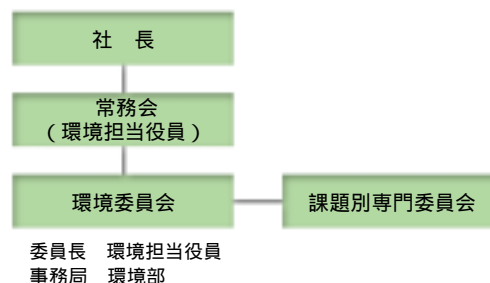 社　長
常務会
（環境担当役員）
環境委員会
課題別専門委員会
委員長　環境担当役員
事務局　環境部